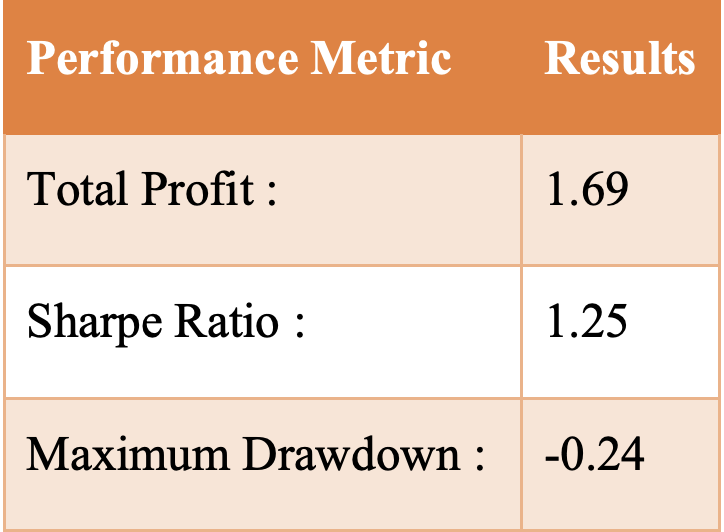 Performance Metric Results
Total Profit : 1.69
Sharpe Ratio : 1.25
Maximum Drawdown : -0.24